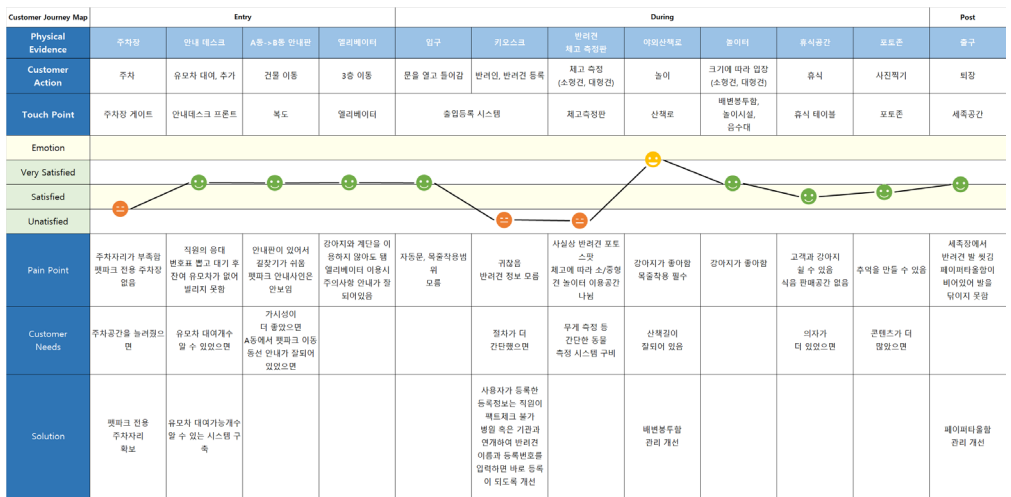 Customer Journey Map
Entry
During
Post
Physical
Evidence
주차장
안내 데스크
A동->B동 안내판
엘리베이터
입구
키오스크
반려견
체고 측정판
야외산책로
놀이터
휴식공간
포토존
출구
Customer
Action
주차
유모차 대여, 추가
건물 이동
3층 이동
문을 열고 들어감
반려인, 반려견 등록
체고 측정
(소형견, 대형견)
놀이
크기에 따라 입장
(소형견, 대형견)
휴식
사진찍기
퇴장
Touch Point
주차장 게이트
안내데스크 프론트
복도
엘리베이터
출입등록 시스템
체고측정판
산책로
배변봉투함,
놀이시설,
음수대
휴식 테이블
포토존
세족공간
Emotion
Very Satisfied
Satisfied
Unatisfied
Pain Point
주차자리가 부족함
펫파크 전용 주차장
없음
직원의 응대
번호표 뽑고 대기 후
잔여 유모차가 없어
빌리지 못함
안내판이 있어서
길찾기가 쉬움
펫파크 안내사인은
안보임
강아지와 계단을 이
용하지 않아도 됨
엘리베이터 이용시
주의사항 안내가 잘
되어있음
자동문, 목줄착용범
위
모름
귀찮음
반려견 정보 모름
사실상 반려견 포토
스팟
체고에 따라 소/중형
견 놀이터 이용공간
나뉨
강아지가 좋아함
목줄착용 필수
강아지가 좋아함
고객과 강아지
쉴 수 있음
식음 판매공간 없음
추억을 만들 수 있음
세족장에서
반려견 발 씻김
페이퍼타올함이
비어있어 발을
닦이지 못함
Customer
Needs
주차공간을 늘려줬으
면
유모차 대여개수
알 수 있었으면
가시성이
더 좋았으면
A동에서 펫파크 이동
동선 안내가 잘되어
있었으면
절차가 더
간단했으면
무게 측정 등
간단한 동물
측정 시스템 구비
산책길이
잘되어 있음
의자가
더 있었으면
콘텐츠가 더
많았으면
Solution
펫파크 전용
주차자리
확보
유모차 대여가능개수
알 수 있는 시스템 구
축
사용자가 등록한
등록정보는 직원이
팩트체크 불가
병원 혹은 기관과
연개하여 반려견
이름과 등록번호를
입력하면 바로 등록
이 되도록 개선
배변봉투함
관리 개선
페이퍼타올함
관리 개선